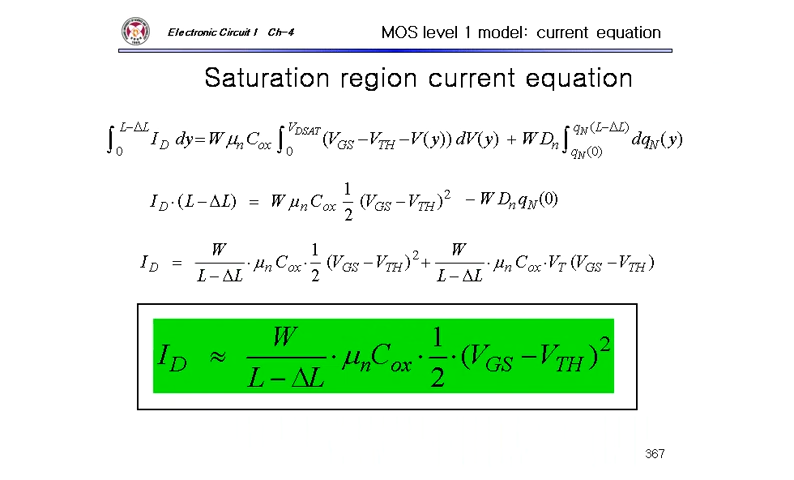 Electronic Circuit 1 Ch-4
MOS level 1 model: current equation
Saturation region current equation
∫_0^{L−ΔL} I_D dy = W μ_n C_ox ∫_0^{V_DSAT} (V_GS − V_TH − V(y)) dV(y) + W D_n ∫_{q_N(0)}^{q_N(L−ΔL)} dq_N(y)
I_D · (L−ΔL) = W μ_n C_ox 1/2 (V_GS − V_TH)^2 − W D_n q_N(0)
I_D = W/(L−ΔL) · μ_n C_ox · 1/2 (V_GS − V_TH)^2 + W/(L−ΔL) · μ_n C_ox · V_T (V_GS − V_TH)
I_D ≈ W/(L−ΔL) · μ_n C_ox · 1/2 · (V_GS − V_TH)^2
367